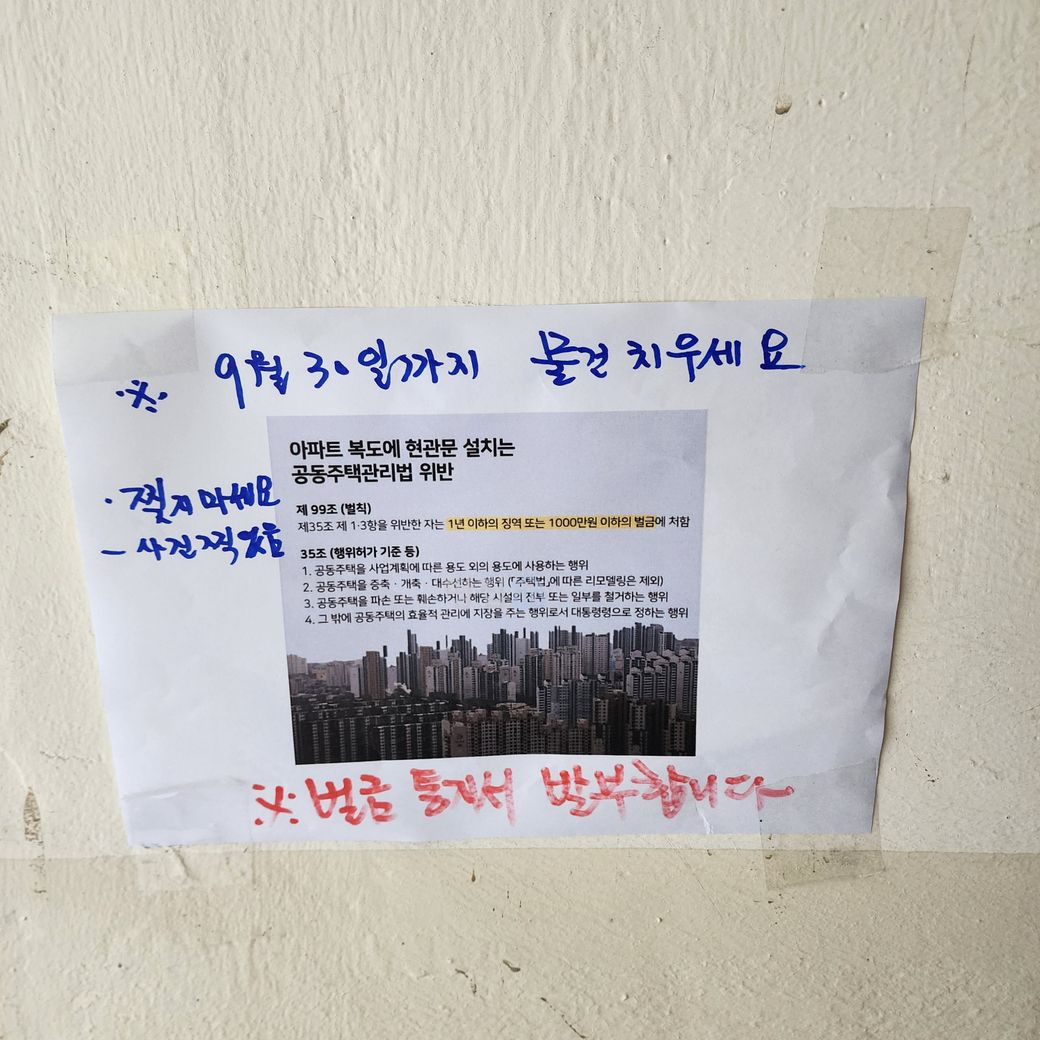 ※ 9월 30일까지 물건 치우세요
아파트 복도에 현관문 설치는
공동주택관리법 위반
· 찢지 마세요
- 사진 찍었음
제 99조 (벌칙)
제35조 제 1·3항을 위반한 자는 1년 이하의 징역 또는 1000만원 이하의 벌금에 처함
35조 (행위허가 기준 등)
1. 공동주택을 사업계획에 따른 용도 외의 용도에 사용하는 행위
2. 공동주택을 증축·개축·대수선하는 행위 (「주택법」에 따른 리모델링은 제외)
3. 공동주택을 파손 또는 훼손하거나 해당 시설의 전부 또는 일부를 철거하는 행위
4. 그 밖에 공동주택의 효율적 관리에 지장을 주는 행위로서 대통령령으로 정하는 행위
※ 벌금 통지서 발부합니다